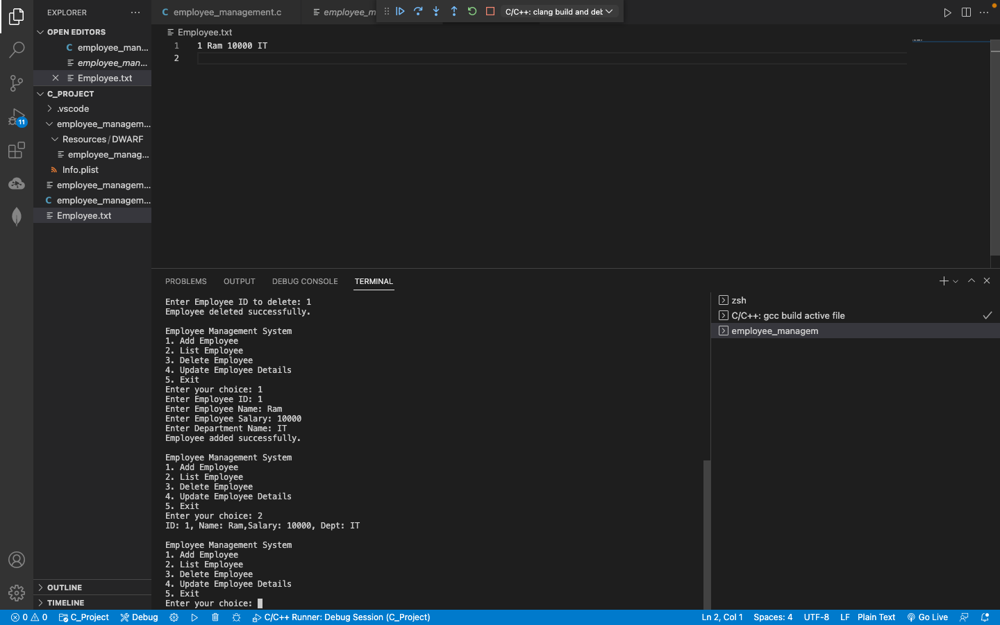 EXPLORER
OPEN EDITORS
C employee_man...
employee_man...
Employee.txt
C_PROJECT
.vscode
employee_managem...
Resources / DWARF
employee_manag...
Info.plist
employee_managem...
C employee_managem...
Employee.txt
OUTLINE
TIMELINE
11
C employee_management.c
employee_m
C/C++: clang build and deb
Employee.txt
1 1 Ram 10000 IT
2
PROBLEMS OUTPUT DEBUG CONSOLE TERMINAL
Enter Employee ID to delete: 1
Employee deleted successfully.
Employee Management System
1. Add Employee
2. List Employee
3. Delete Employee
4. Update Employee Details
5. Exit
Enter your choice: 1
Enter Employee ID: 1
Enter Employee Name: Ram
Enter Employee Salary: 10000
Enter Department Name: IT
Employee added successfully.
Employee Management System
1. Add Employee
2. List Employee
3. Delete Employee
4. Update Employee Details
5. Exit
Enter your choice: 2
ID: 1, Name: Ram,Salary: 10000, Dept: IT
Employee Management System
1. Add Employee
2. List Employee
3. Delete Employee
4. Update Employee Details
5. Exit
Enter your choice:
zsh
C/C++: gcc build active file
employee_managem
0 0 C_Project Debug C/C++ Runner: Debug Session (C_Project) Ln 2, Col 1 Spaces: 4 UTF-8 LF Plain Text Go Live